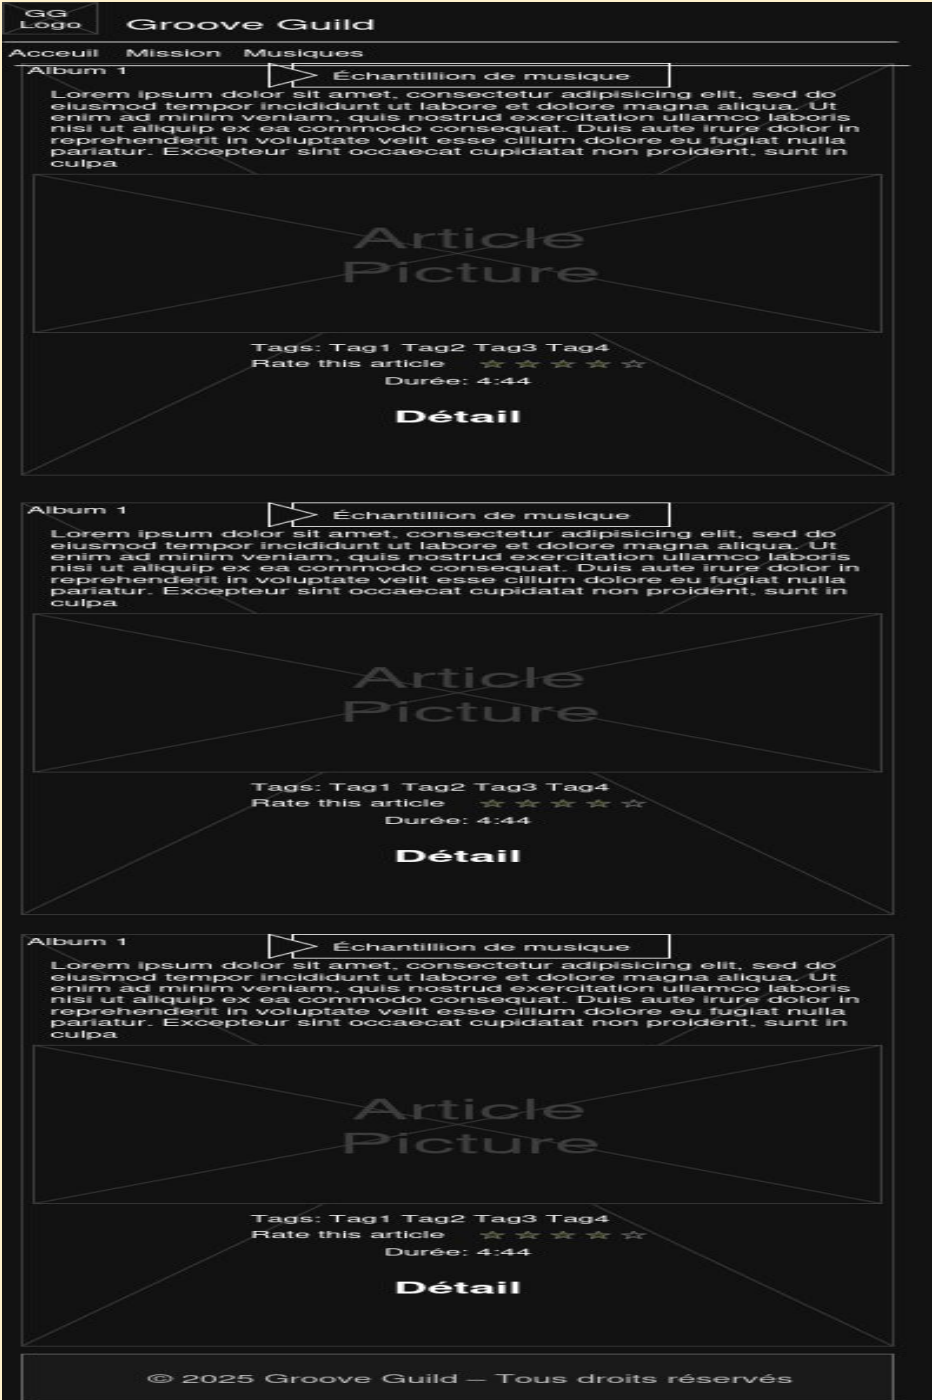 GG
Logo
Groove Guild
Acceuil Mission Musiques
Album 1
Échantillion de musique
Lorem ipsum dolor sit amet, consectetur adipisicing elit, sed do
eiusmod tempor incididunt ut labore et dolore magna aliqua. Ut
enim ad minim veniam, quis nostrud exercitation ullamco laboris
nisi ut aliquip ex ea commodo consequat. Duis aute irure dolor in
reprehenderit in voluptate velit esse cillum dolore eu fugiat nulla
pariatur. Excepteur sint occaecat cupidatat non proident, sunt in
culpa
Article
Picture
Tags: Tag1 Tag2 Tag3 Tag4
Rate this article
Durée: 4:44
Détail
Album 1
Échantillion de musique
Lorem ipsum dolor sit amet, consectetur adipisicing elit, sed do
eiusmod tempor incididunt ut labore et dolore magna aliqua. Ut
enim ad minim veniam, quis nostrud exercitation ullamco laboris
nisi ut aliquip ex ea commodo consequat. Duis aute irure dolor in
reprehenderit in voluptate velit esse cillum dolore eu fugiat nulla
pariatur. Excepteur sint occaecat cupidatat non proident, sunt in
culpa
Article
Picture
Tags: Tag1 Tag2 Tag3 Tag4
Rate this article
Durée: 4:44
Détail
Album 1
Échantillion de musique
Lorem ipsum dolor sit amet, consectetur adipisicing elit, sed do
eiusmod tempor incididunt ut labore et dolore magna aliqua. Ut
enim ad minim veniam, quis nostrud exercitation ullamco laboris
nisi ut aliquip ex ea commodo consequat. Duis aute irure dolor in
reprehenderit in voluptate velit esse cillum dolore eu fugiat nulla
pariatur. Excepteur sint occaecat cupidatat non proident, sunt in
culpa
Article
Picture
Tags: Tag1 Tag2 Tag3 Tag4
Rate this article
Durée: 4:44
Détail
© 2025 Groove Guild — Tous droits réservés